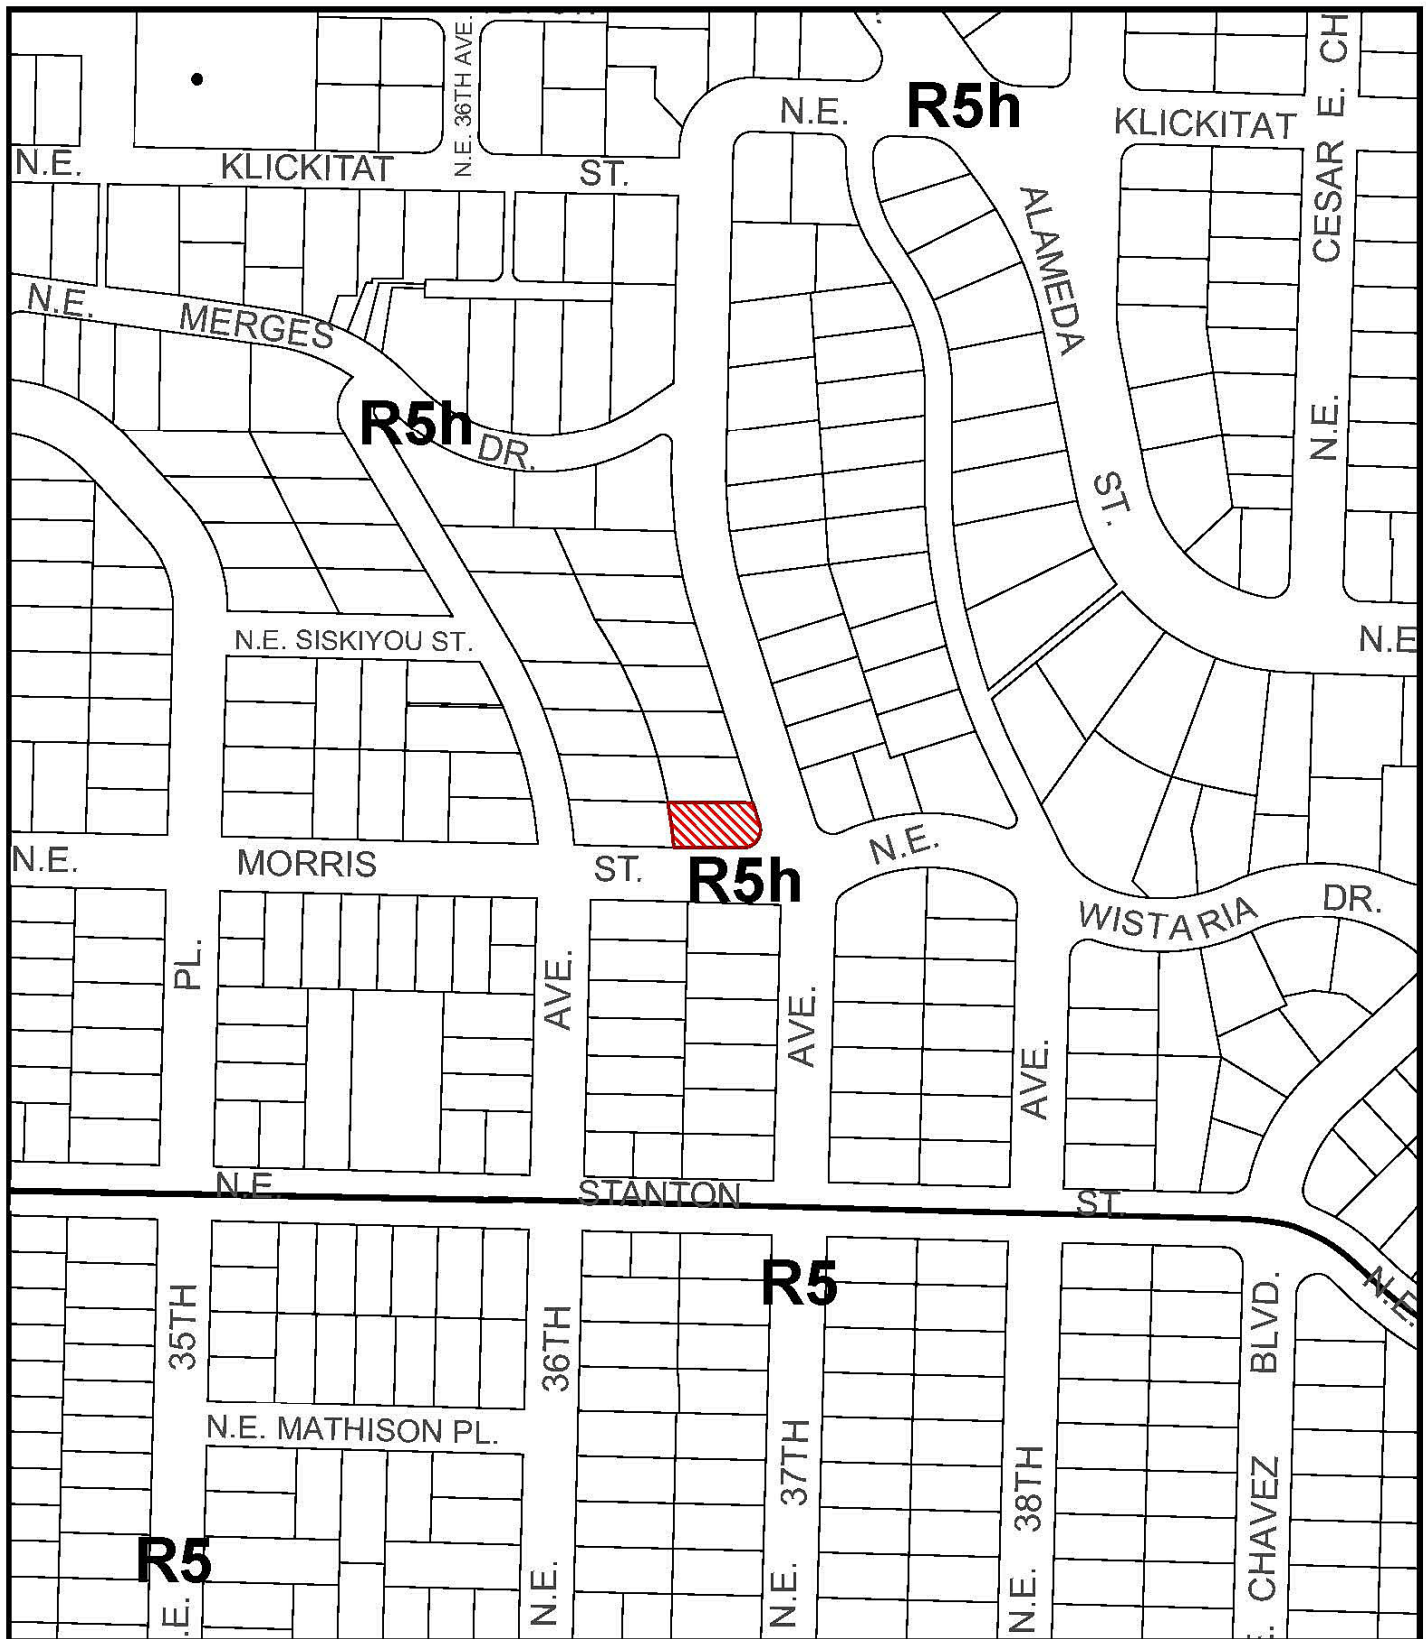 N.E. 36TH AVE.
N.E.
R5h
CESAR E. CH
N.E. KLICKITAT ST.
KLICKITAT
ALAMEDA
N.E. MERGES
R5h
DR.
N.E.
ST.
N.E. SISKIYOU ST.
N.E
N.E. MORRIS ST.
R5h
N.E.
WISTARIA DR.
PL.
AVE.
AVE.
AVE.
N.E. STANTON ST.
R5
N.E.
35TH
36TH
BLVD.
N.E. MATHISON PL.
37TH
38TH
CHAVEZ
R5
.E.
N.E.
N.E.
N.E.
E.